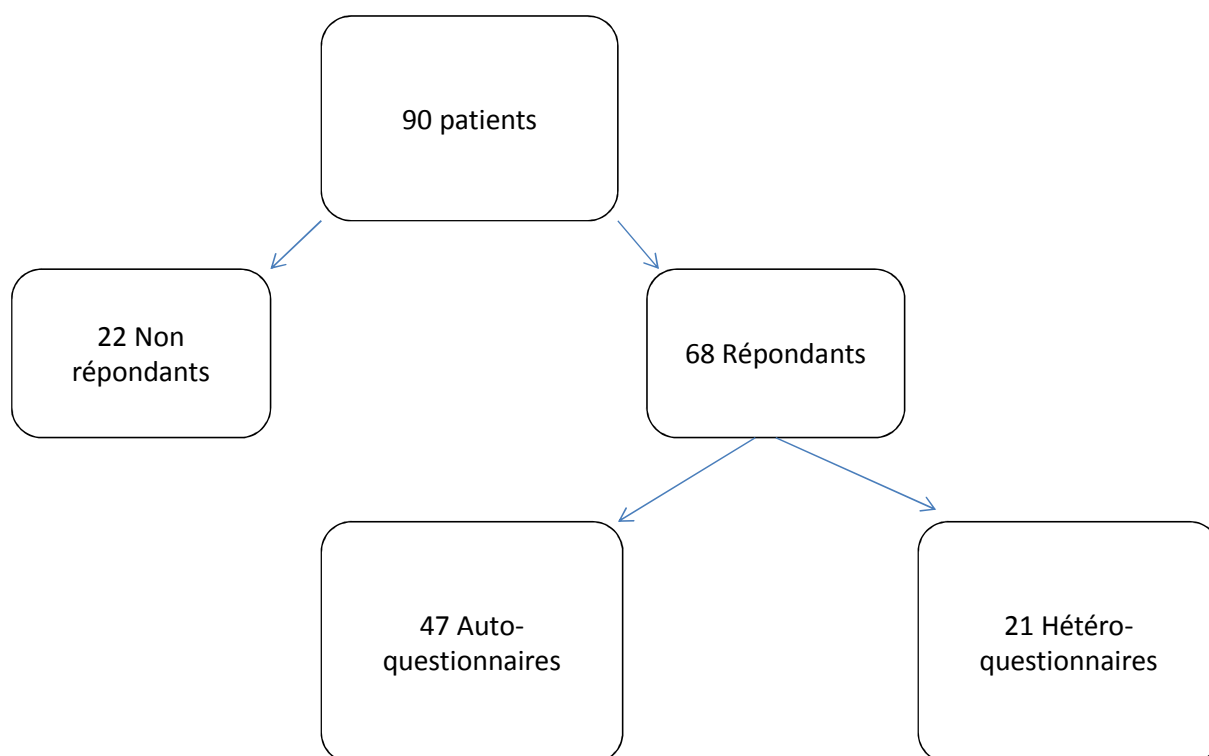 90 patients
22 Non
répondants
68 Répondants
47 Auto-
questionnaires
21 Hétéro-
questionnaires